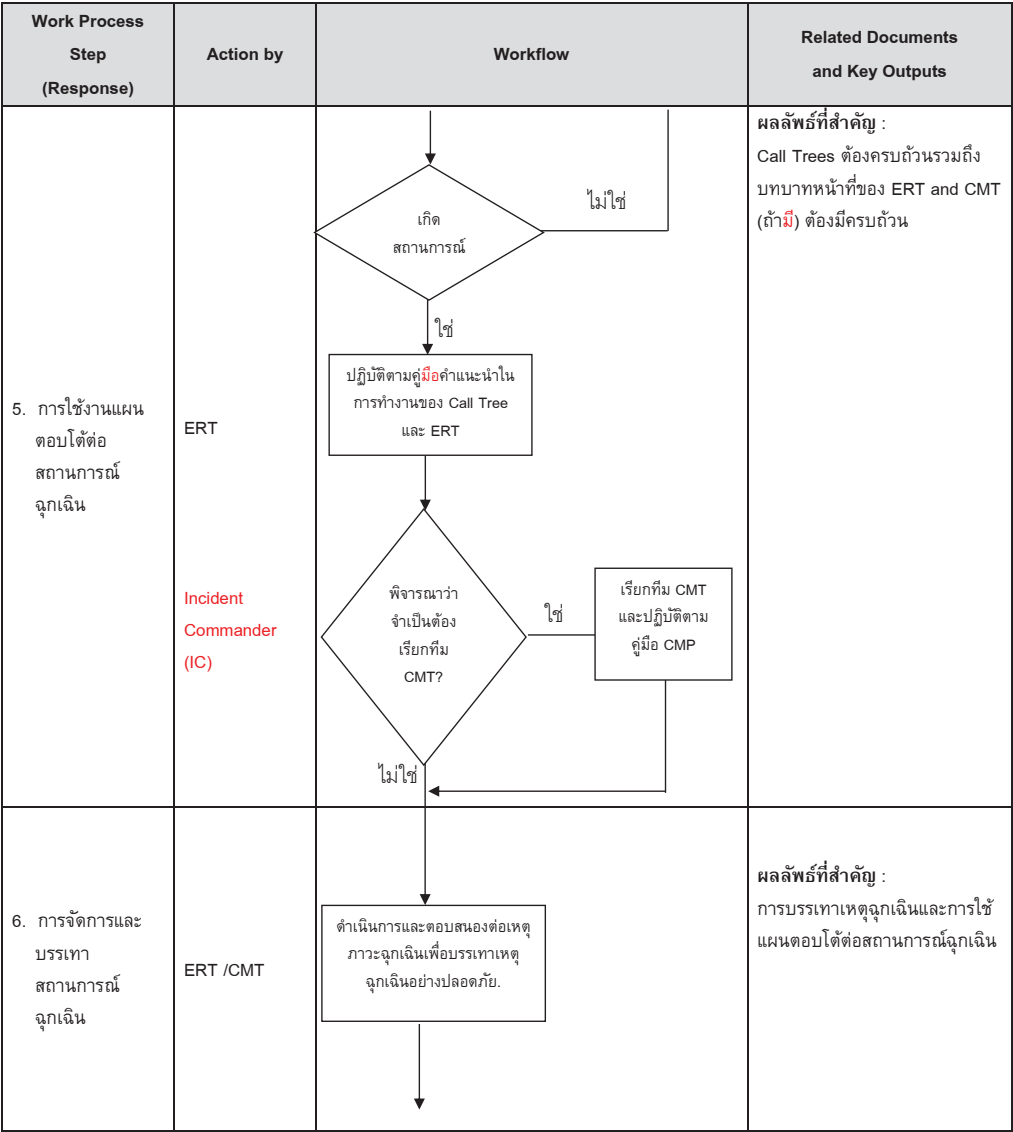 Work Process
Step
(Response)
Action by
Workflow
Related Documents
and Key Outputs
5. การใช้งานแผน
ตอบโต้ต่อ
สถานการณ์
ฉุกเฉิน
ERT
Incident
Commander
(IC)
เกิด
สถานการณ์
ไม่ใช่
ใช่
ปฏิบัติตามคู่มือคำแนะนำใน
การทำงานของ Call Tree
และ ERT
พิจารณาว่า
จำเป็นต้อง
เรียกทีม
CMT?
ใช่
เรียกทีม CMT
และปฏิบัติตาม
คู่มือ CMP
ไม่ใช่
ผลลัพธ์ที่สำคัญ :
Call Trees ต้องครบถ้วนรวมถึง
บทบาทหน้าที่ของ ERT and CMT
(ถ้ามี) ต้องมีครบถ้วน
6. การจัดการและ
บรรเทา
สถานการณ์
ฉุกเฉิน
ERT /CMT
ดำเนินการและตอบสนองต่อเหตุ
ภาวะฉุกเฉินเพื่อบรรเทาเหตุ
ฉุกเฉินอย่างปลอดภัย.
ผลลัพธ์ที่สำคัญ :
การบรรเทาเหตุฉุกเฉินและการใช้
แผนตอบโต้ต่อสถานการณ์ฉุกเฉิน